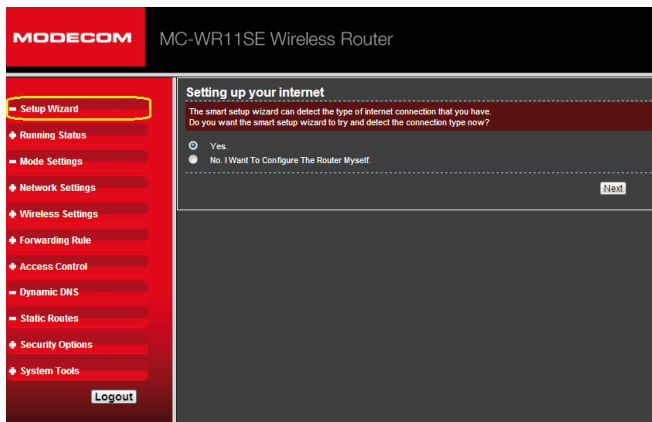 MODECOM
MC-WR11SE Wireless Router
Setup Wizard
Running Status
Mode Settings
Network Settings
Wireless Settings
Forwarding Rule
Access Control
Dynamic DNS
Static Routes
Security Options
System Tools
Logout
Setting up your internet
The smart setup wizard can detect the type of internet connection that you have.
Do you want the smart setup wizard to try and detect the connection type now?
Yes.
No. I Want To Configure The Router Myself.
Next